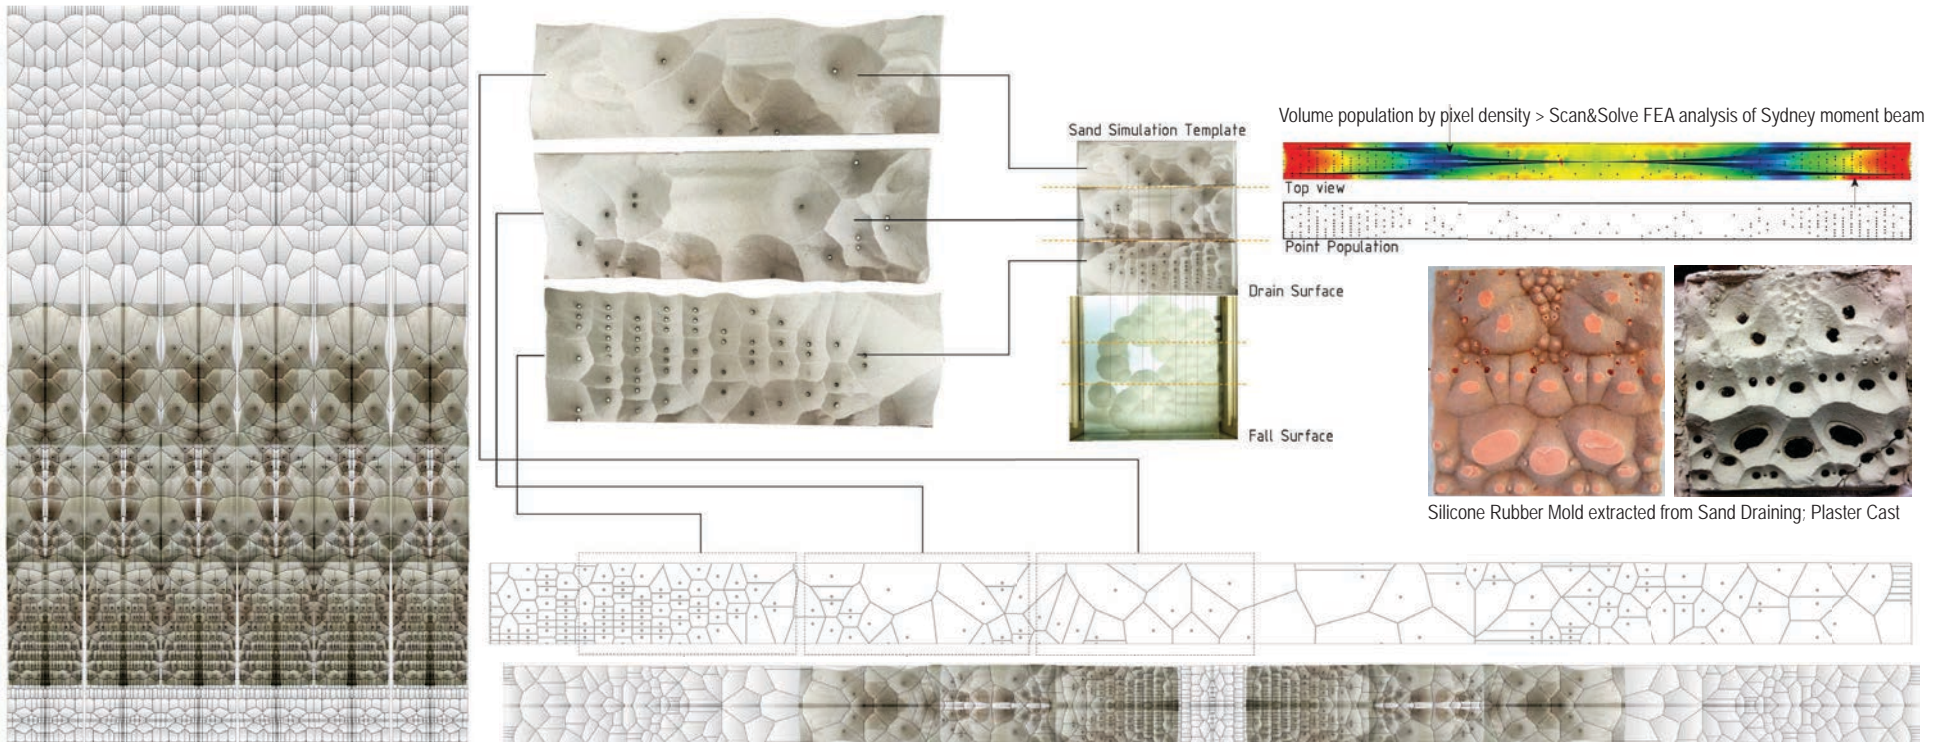 Sand Simulation Template
Drain Surface
Fall Surface
Volume population by pixel density > Scan&Solve FEA analysis of Sydney moment beam
Top view
Point Population
Silicone Rubber Mold extracted from Sand Draining; Plaster Cast